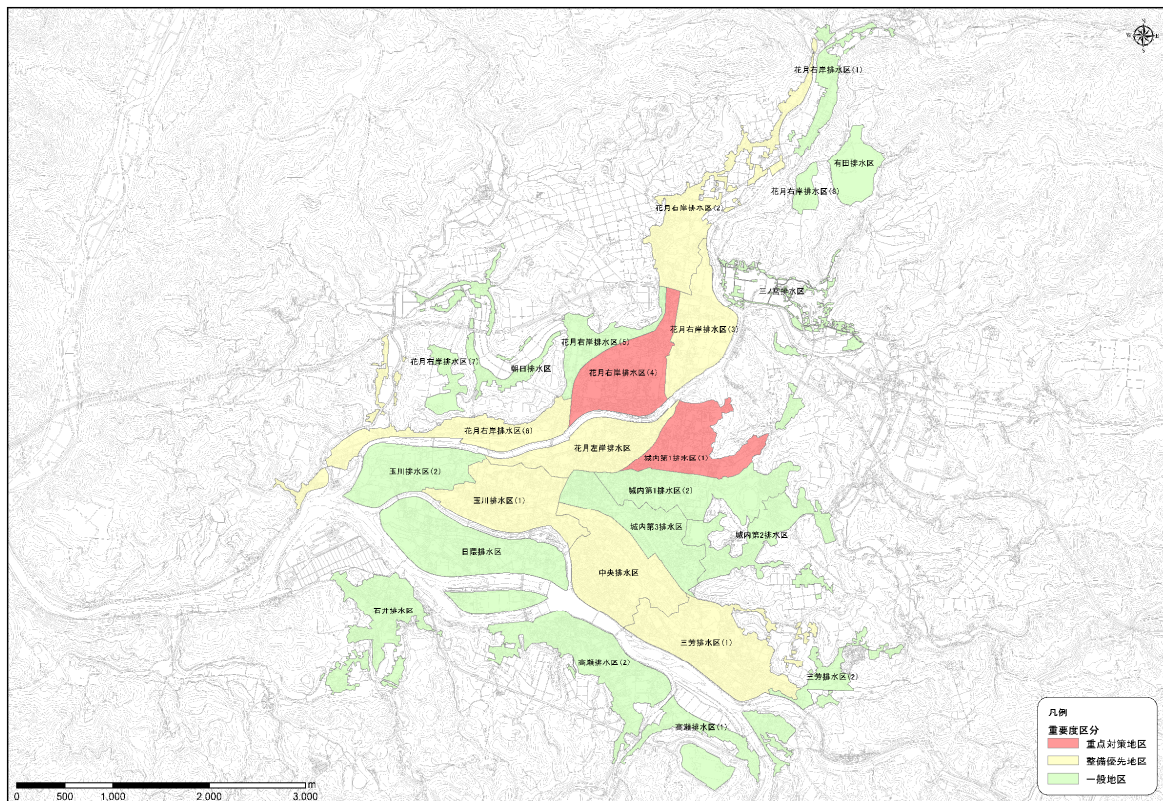 N
W E
S
花月右岸排水区(1)
有田排水区
花月右岸排水区(8)
花月右岸排水区(2)
三ノ宮排水区
花月右岸排水区(3)
花月右岸排水区(5)
花月右岸排水区(7)
朝日排水区
花月右岸排水区(4)
花月右岸排水区(6)
花月左岸排水区
城内第1排水区(1)
玉川排水区(2)
城内第1排水区(2)
玉川排水区(1)
城内第3排水区
城内第2排水区
日隈排水区
中央排水区
石井排水区
三芳排水区(1)
高瀬排水区(2)
三芳排水区(2)
高瀬排水区(1)
凡例
重要度区分
重点対策地区
整備優先地区
一般地区
0 500 1,000 2,000 3,000 m